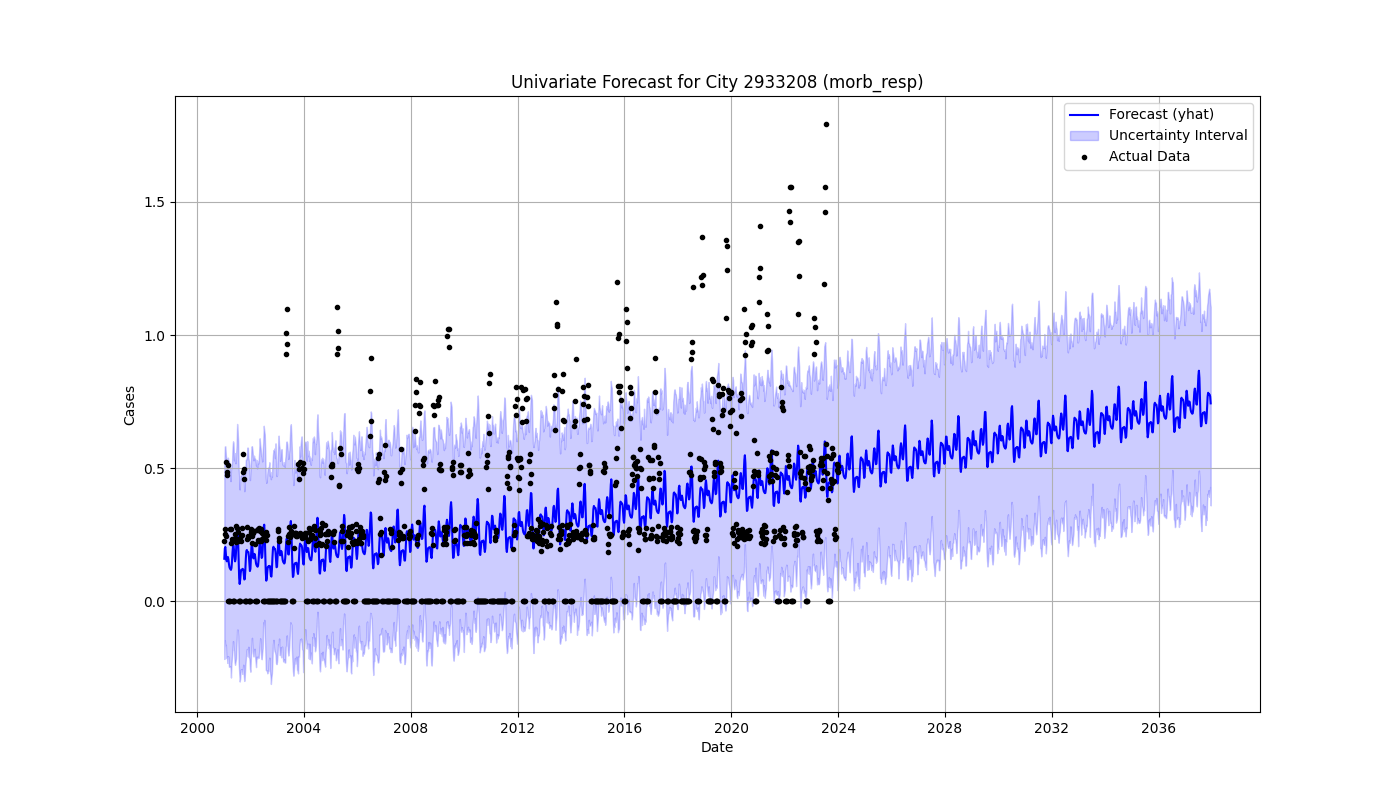 Univariate Forecast for City 2933208 (morb_resp)
Forecast (yhat)
Uncertainty Interval
Actual Data
Cases
1.5
1.0
0.5
0.0
2000 2004 2008 2012 2016 2020 2024 2028 2032 2036
Date